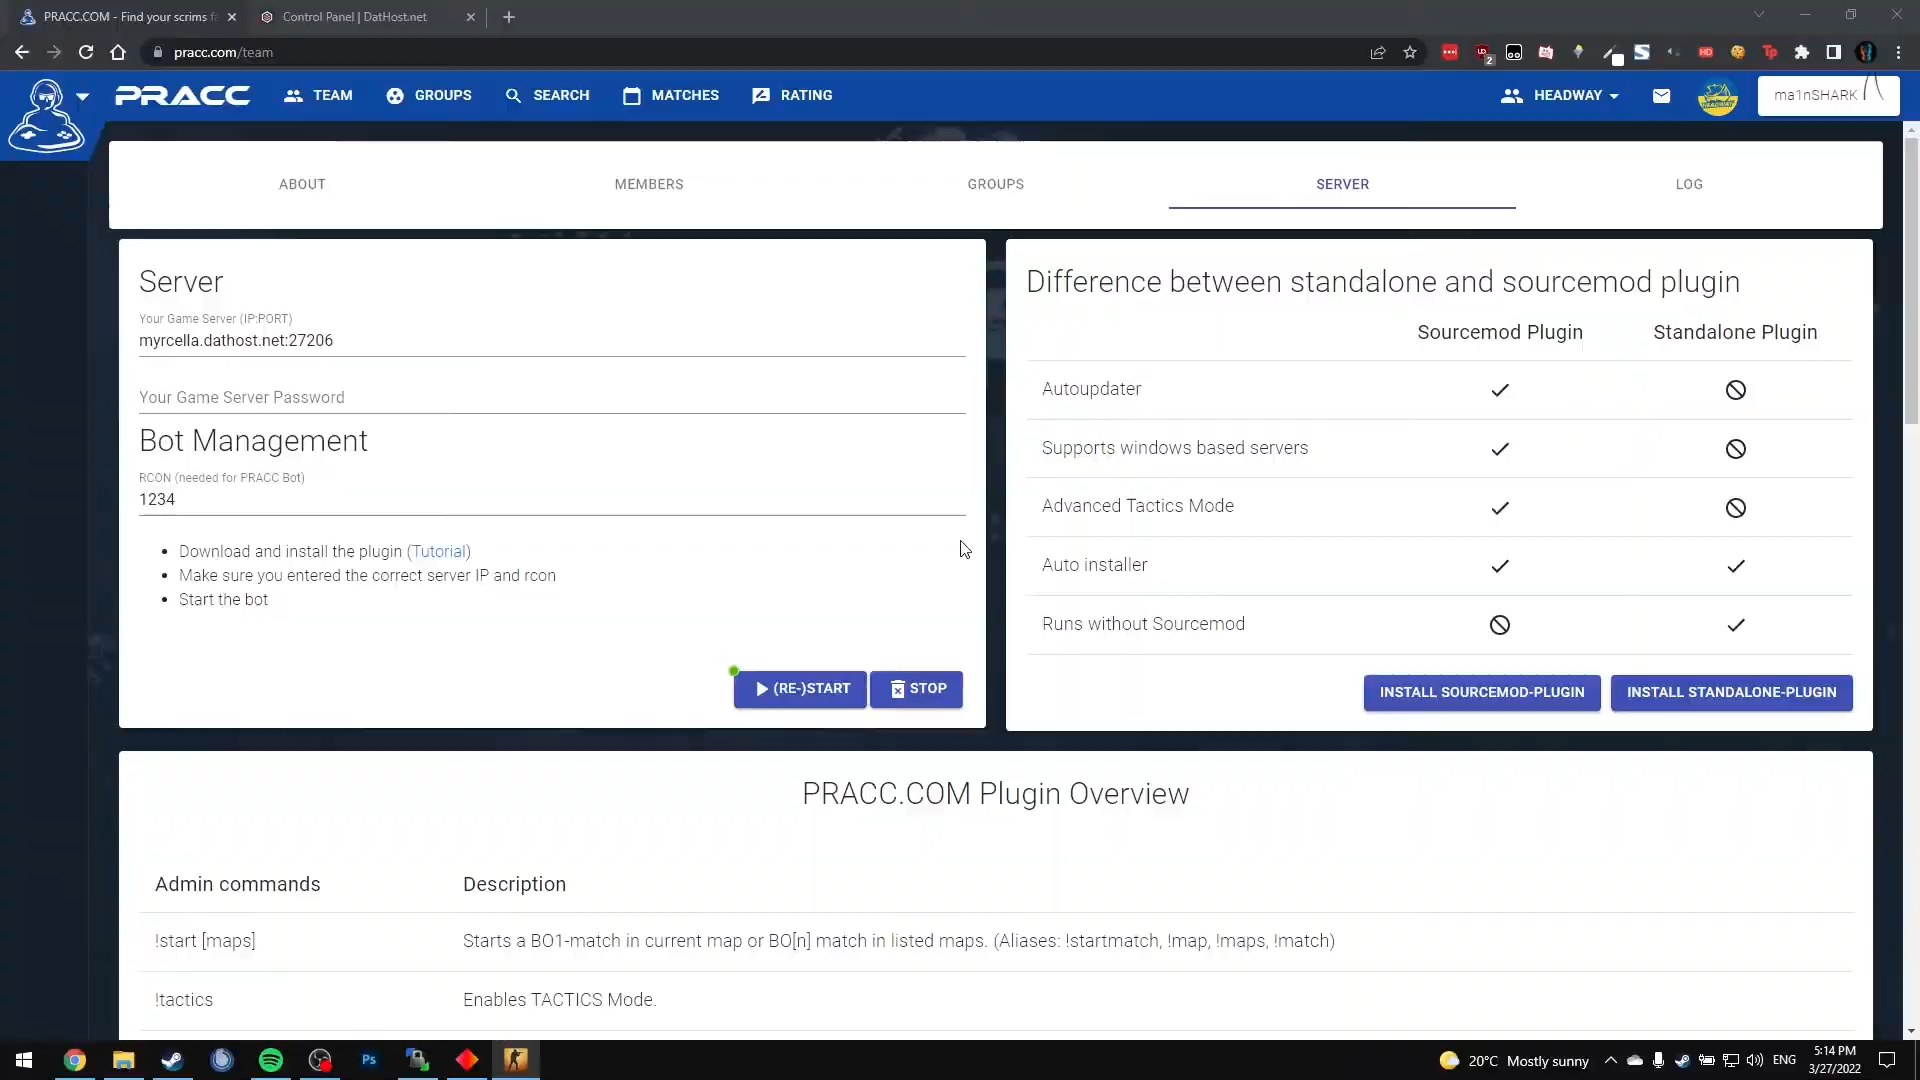 PRACC.COM - Find your scrims f
Control Panel | DatHost.net
pracc.com/team
2
HD
Tp
PRACC
TEAM
GROUPS
SEARCH
MATCHES
RATING
HEADWAY
HEADWAY
ma1nSHARK
ABOUT
MEMBERS
GROUPS
SERVER
LOG
Server
Your Game Server (IP:PORT)
myrcella.dathost.net:27206
Your Game Server Password
Bot Management
RCON (needed for PRACC Bot)
1234
Download and install the plugin (Tutorial)
Make sure you entered the correct server IP and rcon
Start the bot
(RE-)START
STOP
Difference between standalone and sourcemod plugin
Sourcemod Plugin
Standalone Plugin
Autoupdater
Supports windows based servers
Advanced Tactics Mode
Auto installer
Runs without Sourcemod
INSTALL SOURCEMOD-PLUGIN
INSTALL STANDALONE-PLUGIN
PRACC.COM Plugin Overview
Admin commands
Description
!start [maps]
Starts a BO1-match in current map or BO[n] match in listed maps. (Aliases: !startmatch, !map, !maps, !match)
!tactics
Enables TACTICS Mode.
Ps
20°C Mostly sunny
ENG
5:14 PM
3/27/2022